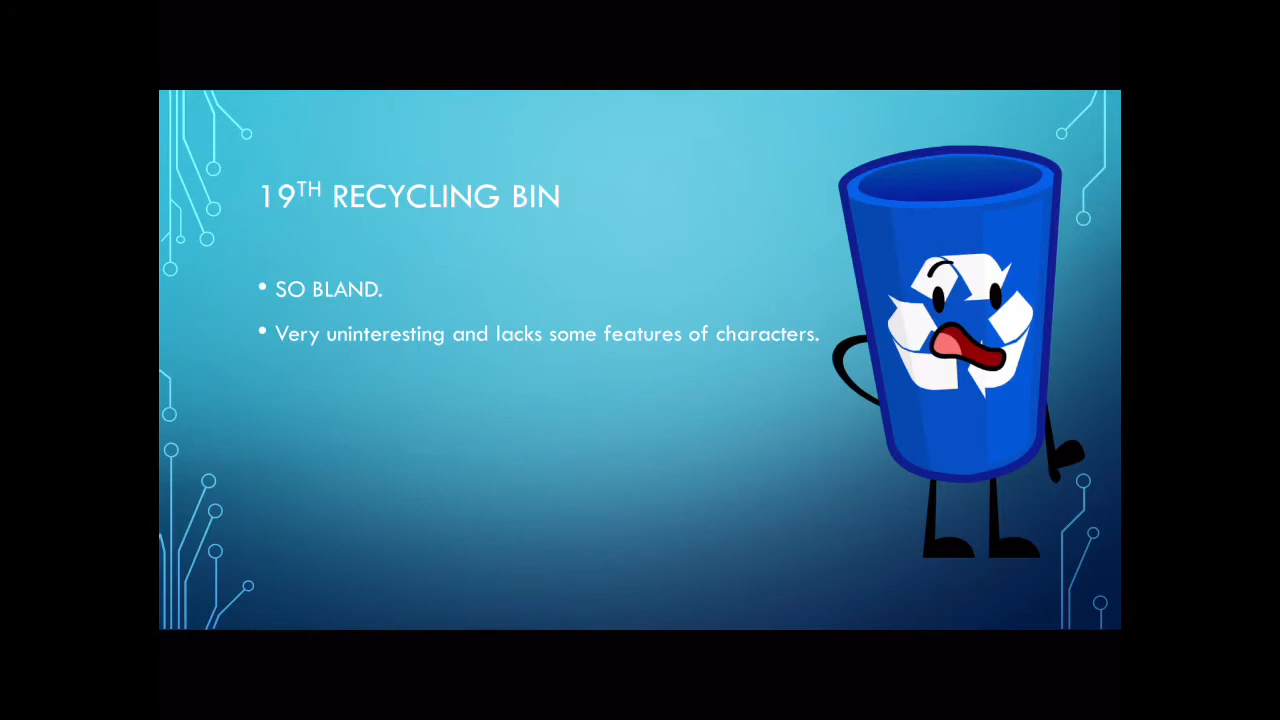 19TH RECYCLING BIN
• SO BLAND.
• Very uninteresting and lacks some features of characters.